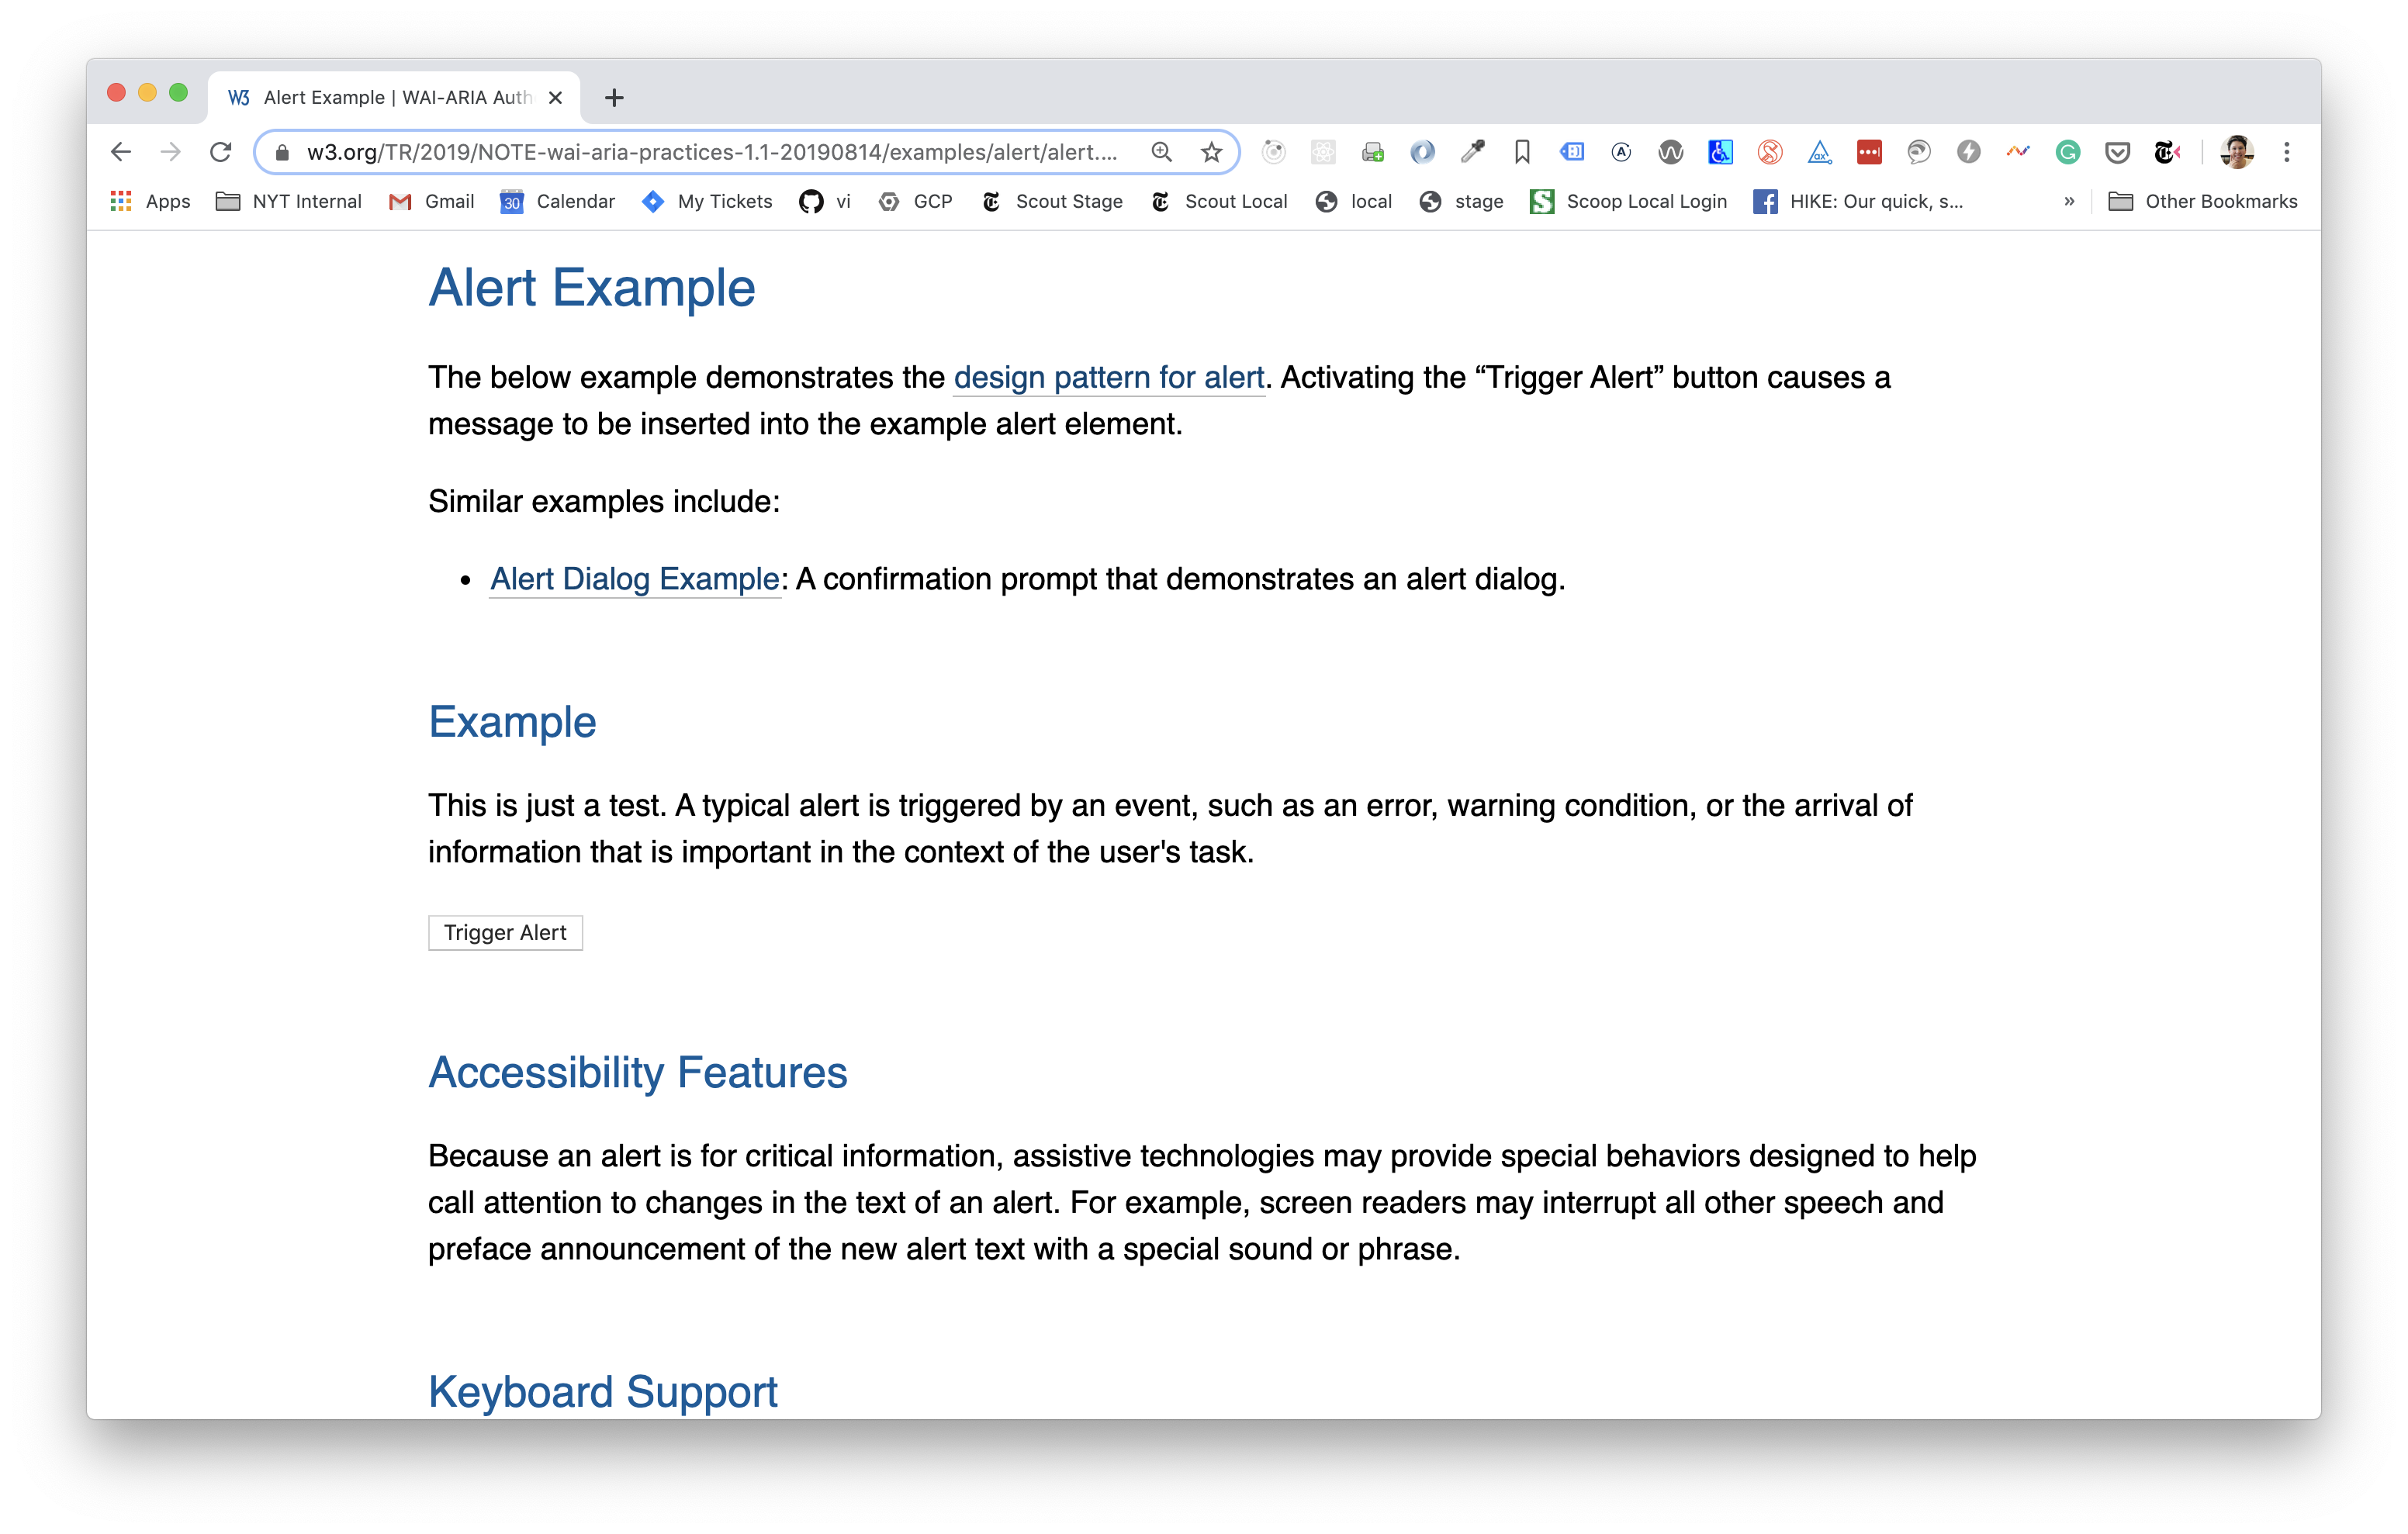 W3 Alert Example | WAI-ARIA Auth
w3.org/TR/2019/NOTE-wai-aria-practices-1.1-20190814/examples/alert/alert....
Apps NYT Internal Gmail 30 Calendar My Tickets vi GCP Scout Stage Scout Local local stage Scoop Local Login HIKE: Our quick, s... » Other Bookmarks
Alert Example
The below example demonstrates the design pattern for alert. Activating the “Trigger Alert” button causes a
message to be inserted into the example alert element.
Similar examples include:
• Alert Dialog Example: A confirmation prompt that demonstrates an alert dialog.
Example
This is just a test. A typical alert is triggered by an event, such as an error, warning condition, or the arrival of
information that is important in the context of the user's task.
Trigger Alert
Accessibility Features
Because an alert is for critical information, assistive technologies may provide special behaviors designed to help
call attention to changes in the text of an alert. For example, screen readers may interrupt all other speech and
preface announcement of the new alert text with a special sound or phrase.
Keyboard Support